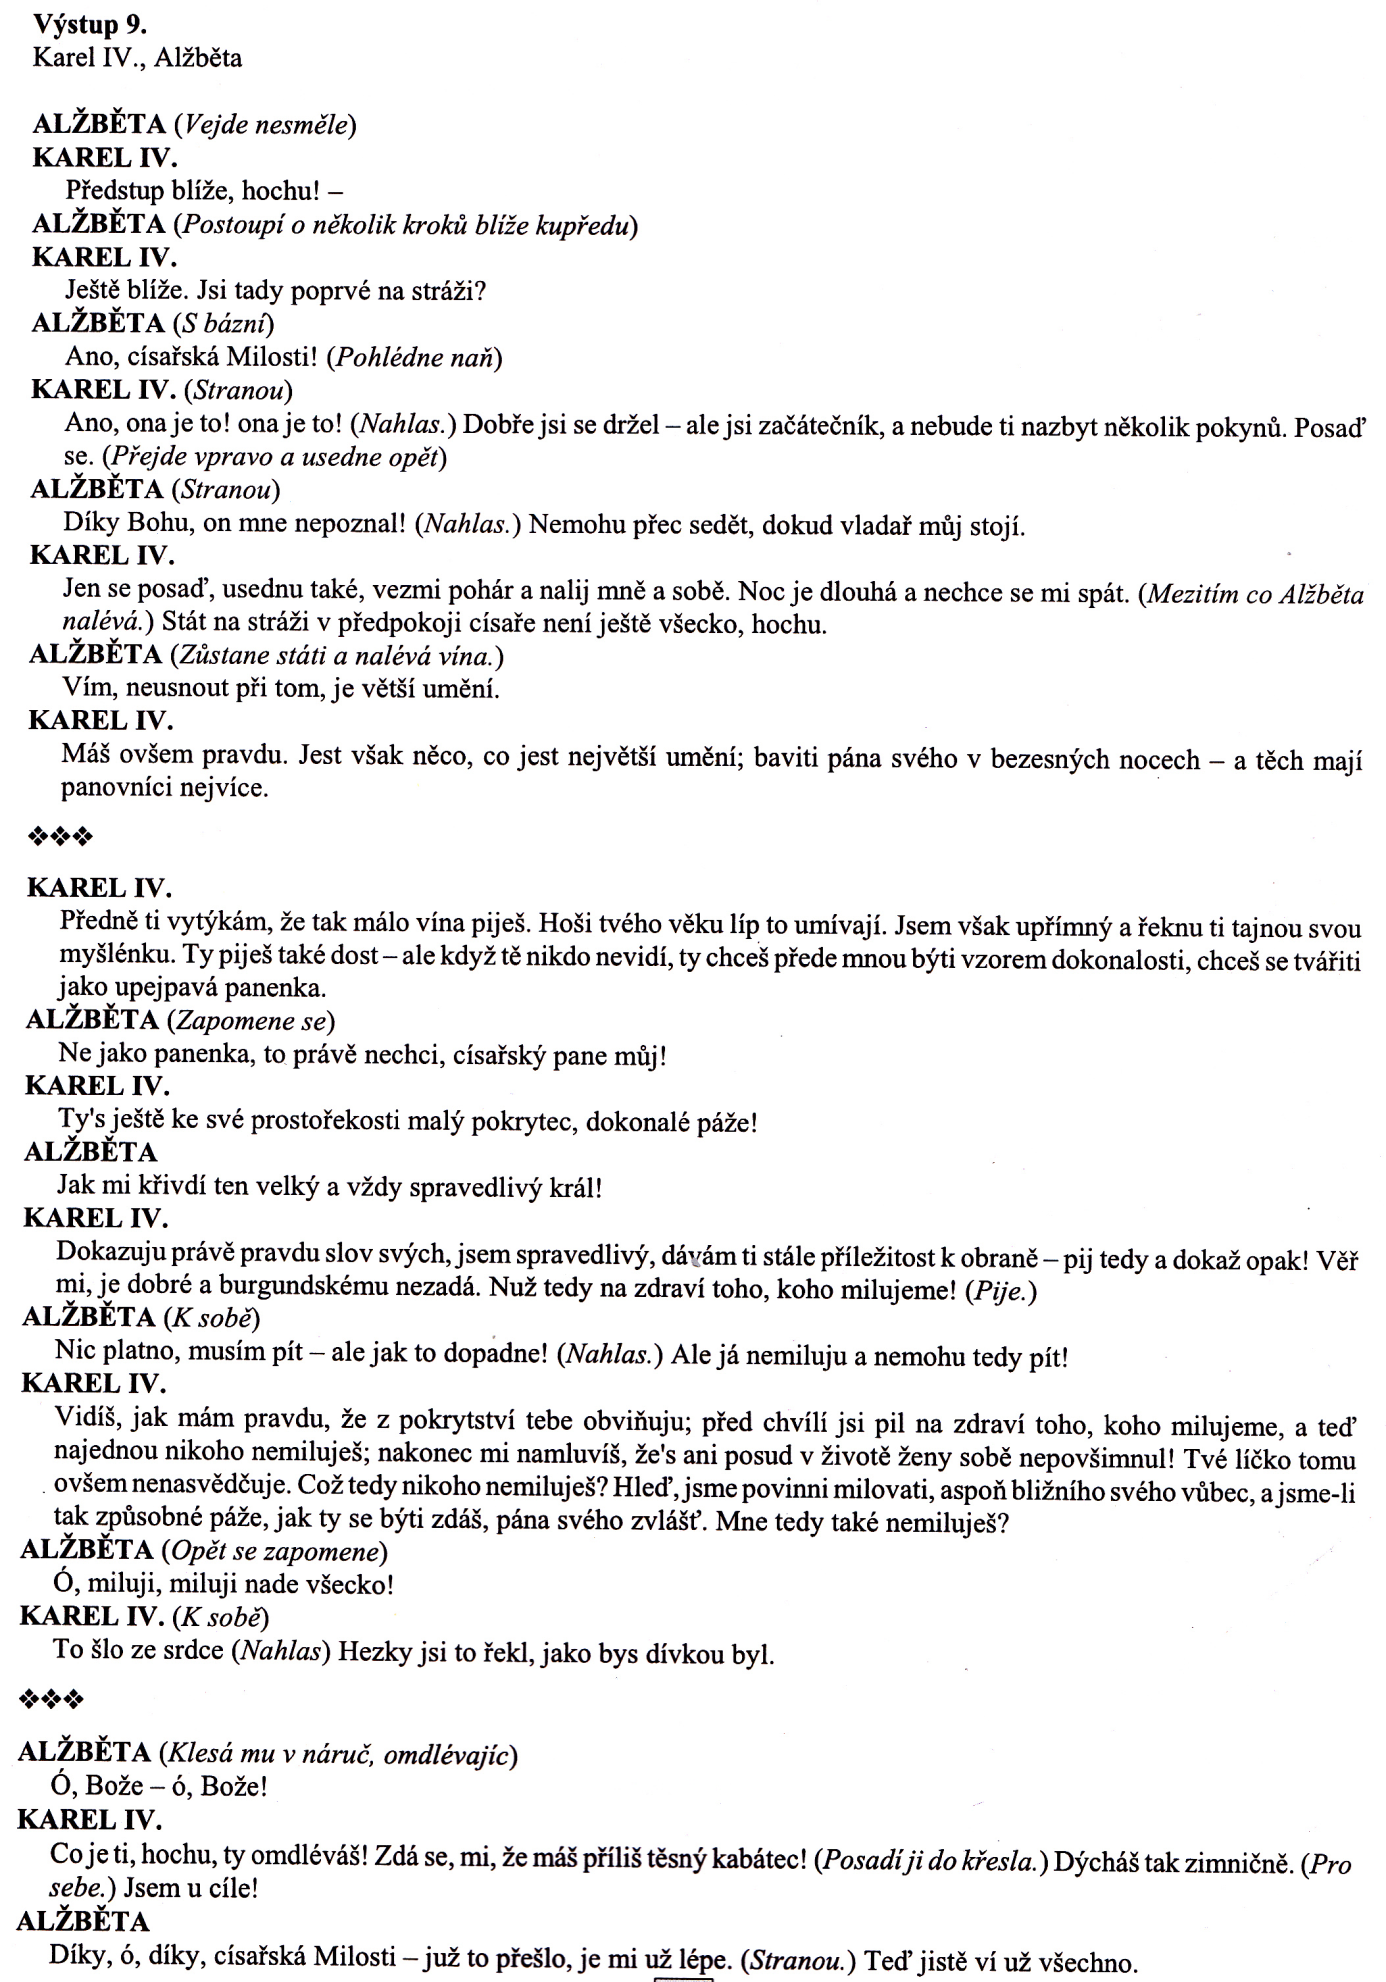 Výstup 9.
Karel IV., Alžběta
ALŽBĚTA (Vejde nesměle)
KAREL IV.
Předstup blíže, hochu! –
ALŽBĚTA (Postoupí o několik kroků blíže kupředu)
KAREL IV.
Ještě blíže. Jsi tady poprvé na stráži?
ALŽBĚTA (S bázní)
Ano, císařská Milosti! (Pohlédne naň)
KAREL IV. (Stranou)
Ano, ona je to! ona je to! (Nahlas.) Dobře jsi se držel – ale jsi začátečník, a nebude ti nazbyt několik pokynů. Posaď
se. (Přejde vpravo a usedne opět)
ALŽBĚTA (Stranou)
Díky Bohu, on mne nepoznal! (Nahlas.) Nemohu přec sedět, dokud vladař můj stojí.
KAREL IV.
Jen se posaď, usednu také, vezmi pohár a nalij mně a sobě. Noc je dlouhá a nechce se mi spát. (Mezitím co Alžběta
nalévá.) Stát na stráži v předpokoji císaře není ještě všecko, hochu.
ALŽBĚTA (Zůstane státi a nalévá vína.)
Vím, neusnout při tom, je větší umění.
KAREL IV.
Máš ovšem pravdu. Jest však něco, co jest největší umění; baviti pána svého v bezesných nocech – a těch mají
panovníci nejvíce.
❖❖❖
KAREL IV.
Předně ti vytýkám, že tak málo vína piješ. Hoši tvého věku líp to umívají. Jsem však upřímný a řeknu ti tajnou svou
myšlénku. Ty piješ také dost – ale když tě nikdo nevidí, ty chceš přede mnou býti vzorem dokonalosti, chceš se tvářiti
jako upejpavá panenka.
ALŽBĚTA (Zapomene se)
Ne jako panenka, to právě nechci, císařský pane můj!
KAREL IV.
Ty's ještě ke své prostořekosti malý pokrytec, dokonalé páže!
ALŽBĚTA
Jak mi křivdí ten velký a vždy spravedlivý král!
KAREL IV.
Dokazuju právě pravdu slov svých, jsem spravedlivý, dávám ti stále příležitost k obraně – pij tedy a dokaž opak! Věř
mi, je dobré a burgundskému nezadá. Nuž tedy na zdraví toho, koho milujeme! (Pije.)
ALŽBĚTA (K sobě)
Nic platno, musím pít – ale jak to dopadne! (Nahlas.) Ale já nemiluju a nemohu tedy pít!
KAREL IV.
Vidíš, jak mám pravdu, že z pokrytství tebe obviňuju; před chvílí jsi pil na zdraví toho, koho milujeme, a teď
najednou nikoho nemiluješ; nakonec mi namluvíš, že's ani posud v životě ženy sobě nepovšimnul! Tvé líčko tomu
ovšem nenasvědčuje. Což tedy nikoho nemiluješ? Hleď, jsme povinni milovati, aspoň bližního svého vůbec, a jsme-li
tak způsobné páže, jak ty se býti zdáš, pána svého zvlášť. Mne tedy také nemiluješ?
ALŽBĚTA (Opět se zapomene)
Ó, miluji, miluji nade všecko!
KAREL IV. (K sobě)
To šlo ze srdce (Nahlas) Hezky jsi to řekl, jako bys dívkou byl.
❖❖❖
ALŽBĚTA (Klesá mu v náruč, omdlévajíc)
Ó, Bože – ó, Bože!
KAREL IV.
Co je ti, hochu, ty omdléváš! Zdá se, mi, že máš příliš těsný kabátec! (Posadí ji do křesla.) Dýcháš tak zimničně. (Pro
sebe.) Jsem u cíle!
ALŽBĚTA
Díky, ó, díky, císařská Milosti – již to přešlo, je mi už lépe. (Stranou.) Teď jistě ví už všechno.